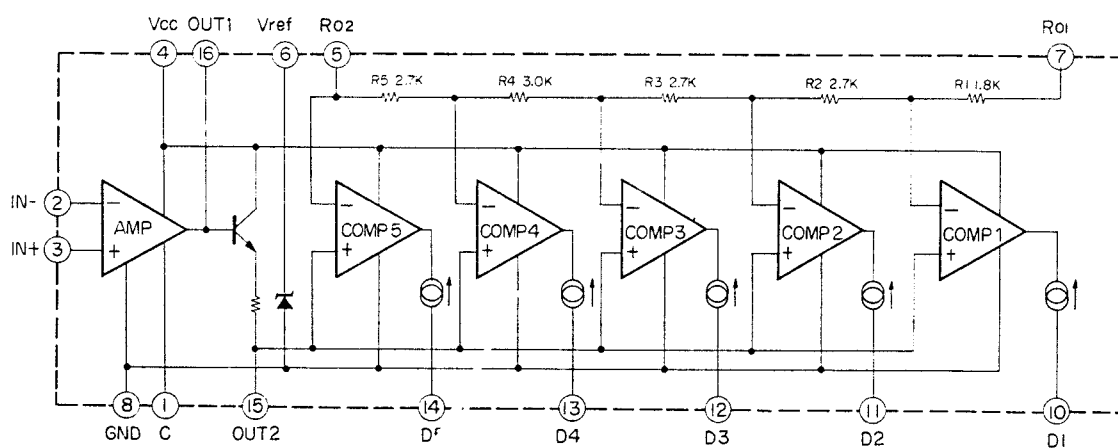 Vcc OUT1 Vref RO2 RO1
4 16 6 5 7
R5 2.7K R4 3.0K R3 2.7K R2 2.7K R1 1.8K
IN- 2 − AMP
IN+ 3 +
− COMP5 +
− COMP4 +
− COMP3 +
− COMP2 +
− COMP1 +
8 1 15 14 13 12 11 10
GND C OUT2 D4 D3 D2 D1